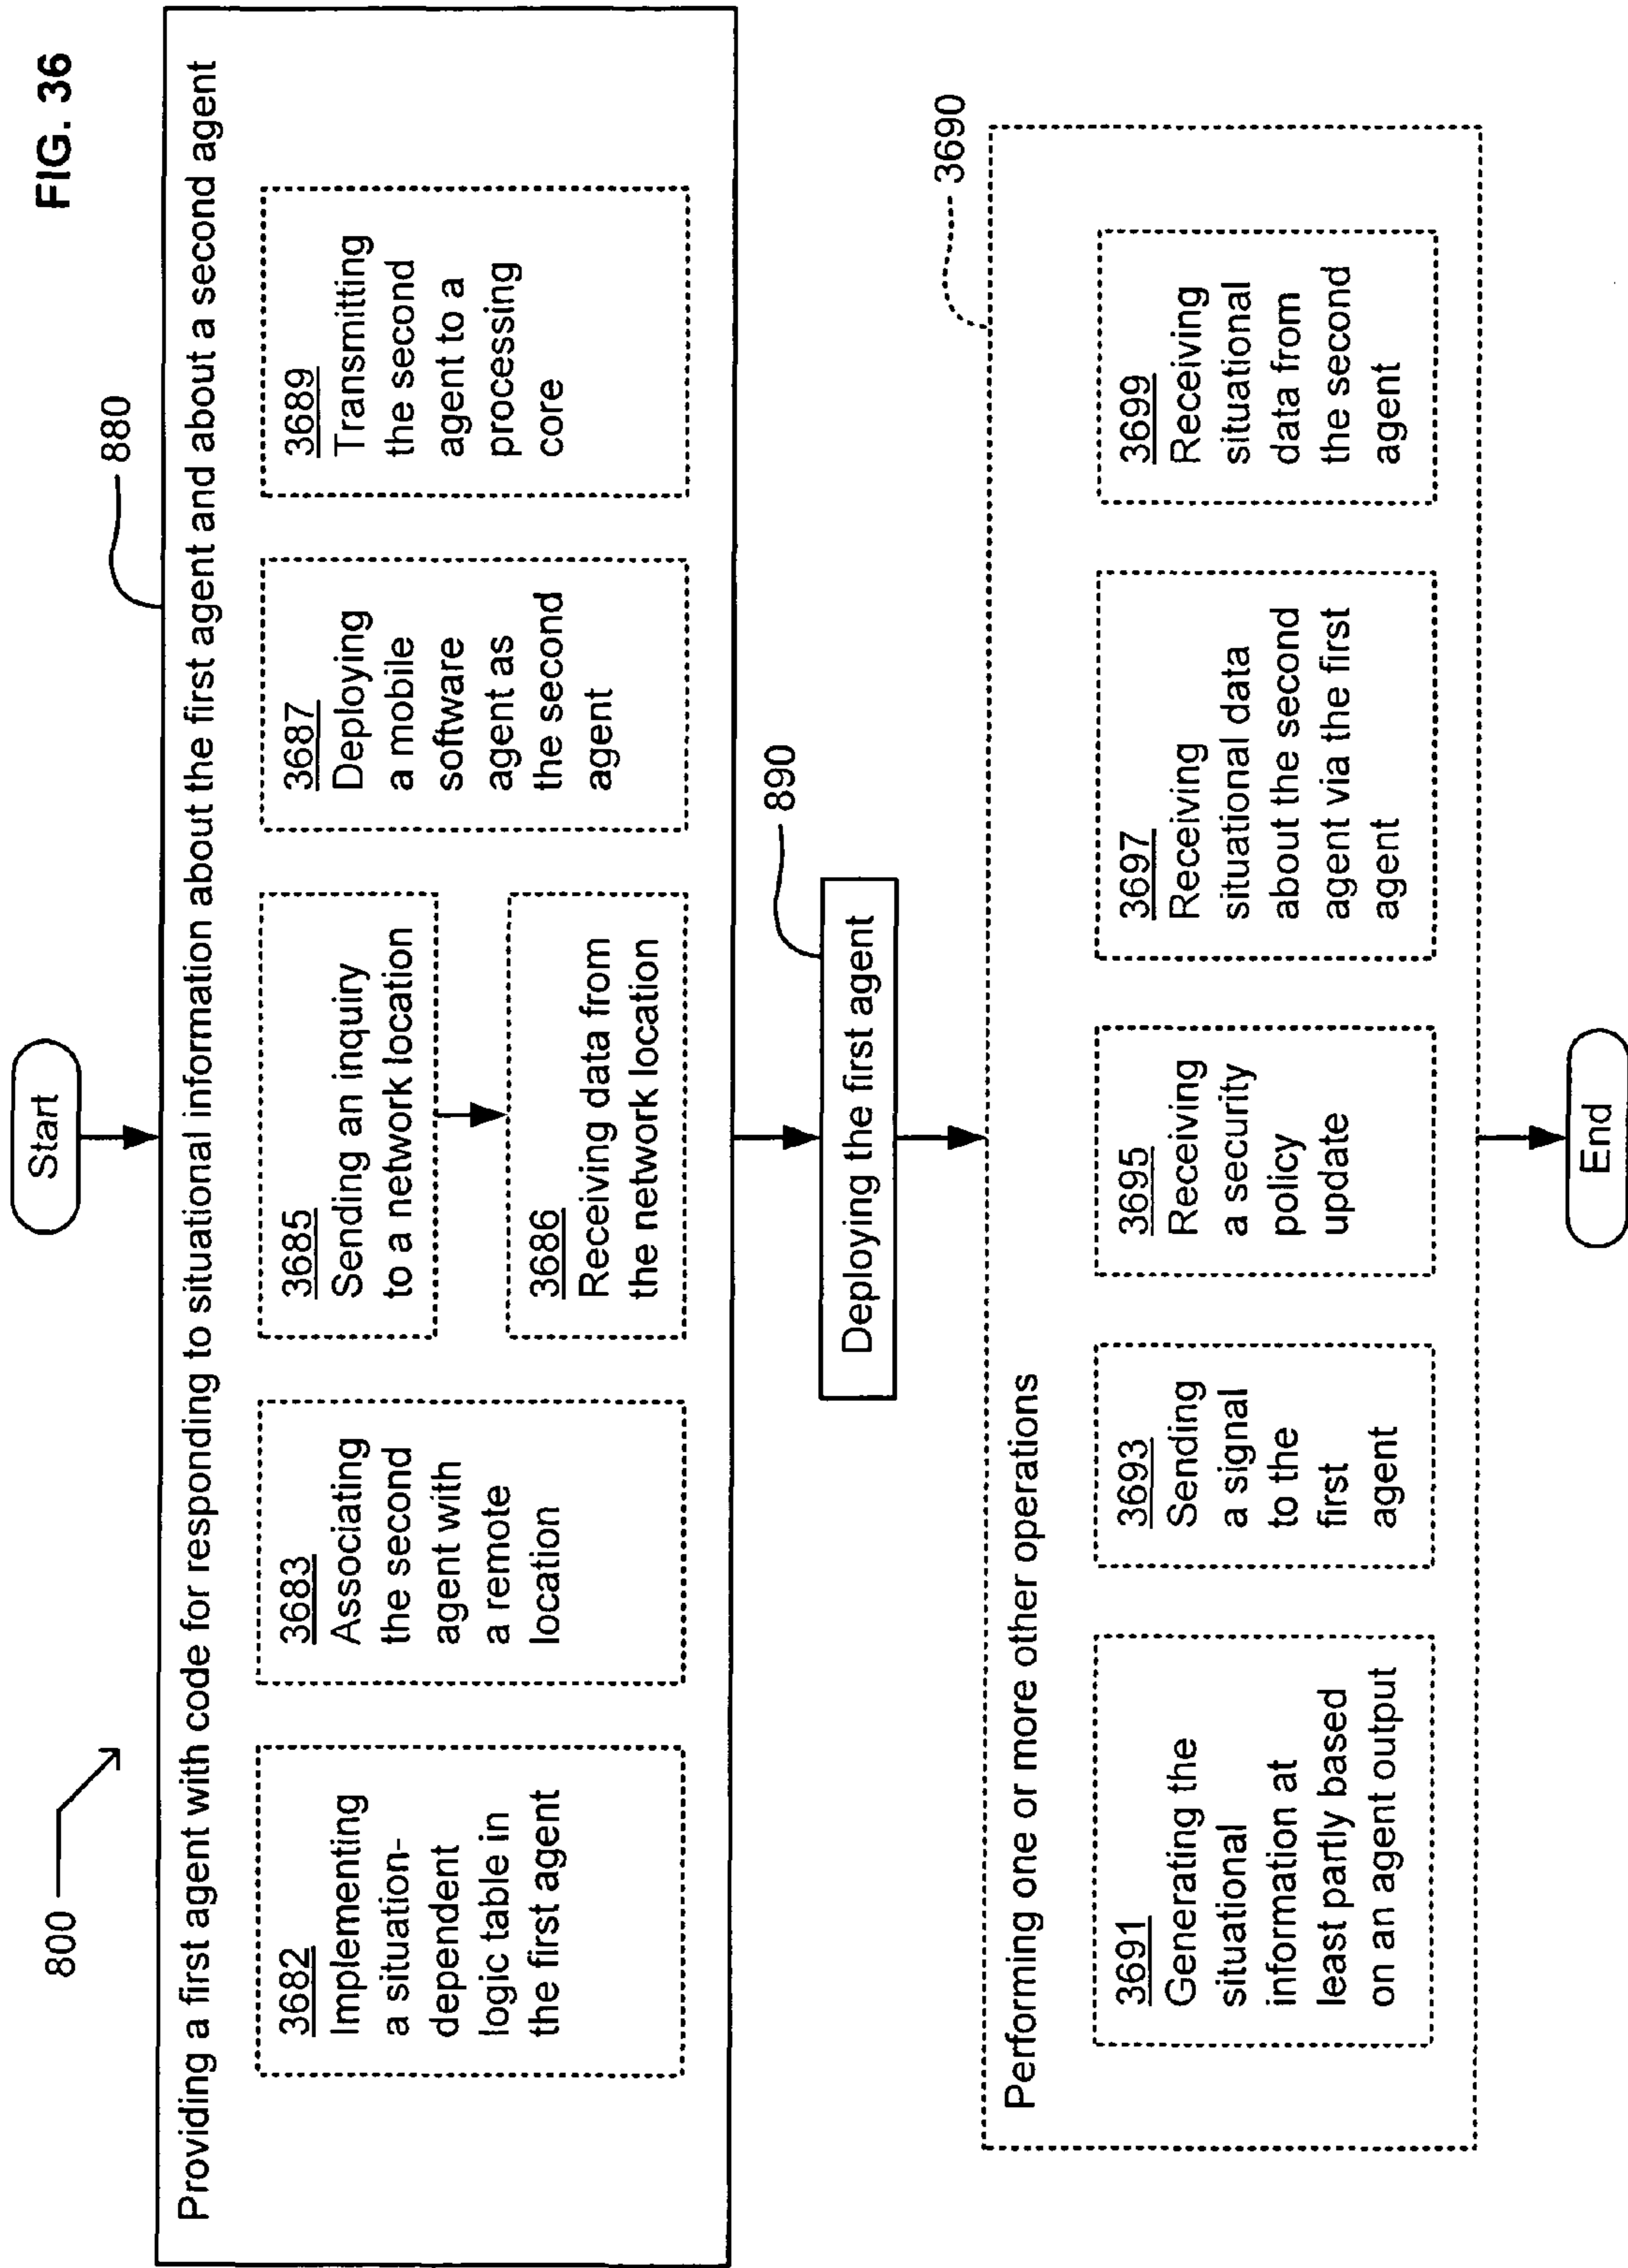 FIG. 36
800
Start
880
Providing a first agent with code for responding to situational information about the first agent and about a second agent
3682
Implementing
a situation-
dependent
logic table in
the first agent
3683
Associating
the second
agent with
a remote
location
3685
Sending an inquiry
to a network location
3686
Receiving data from
the network location
3687
Deploying
a mobile
software
agent as
the second
agent
3689
Transmitting
the second
agent to a
processing
core
890
Deploying the first agent
3690
Performing one or more other operations
3691
Generating the
situational
information at
least partly based
on an agent output
3693
Sending
a signal
to the
first
agent
3695
Receiving
a security
policy
update
3697
Receiving
situational data
about the second
agent via the first
agent
3699
Receiving
situational
data from
the second
agent
End